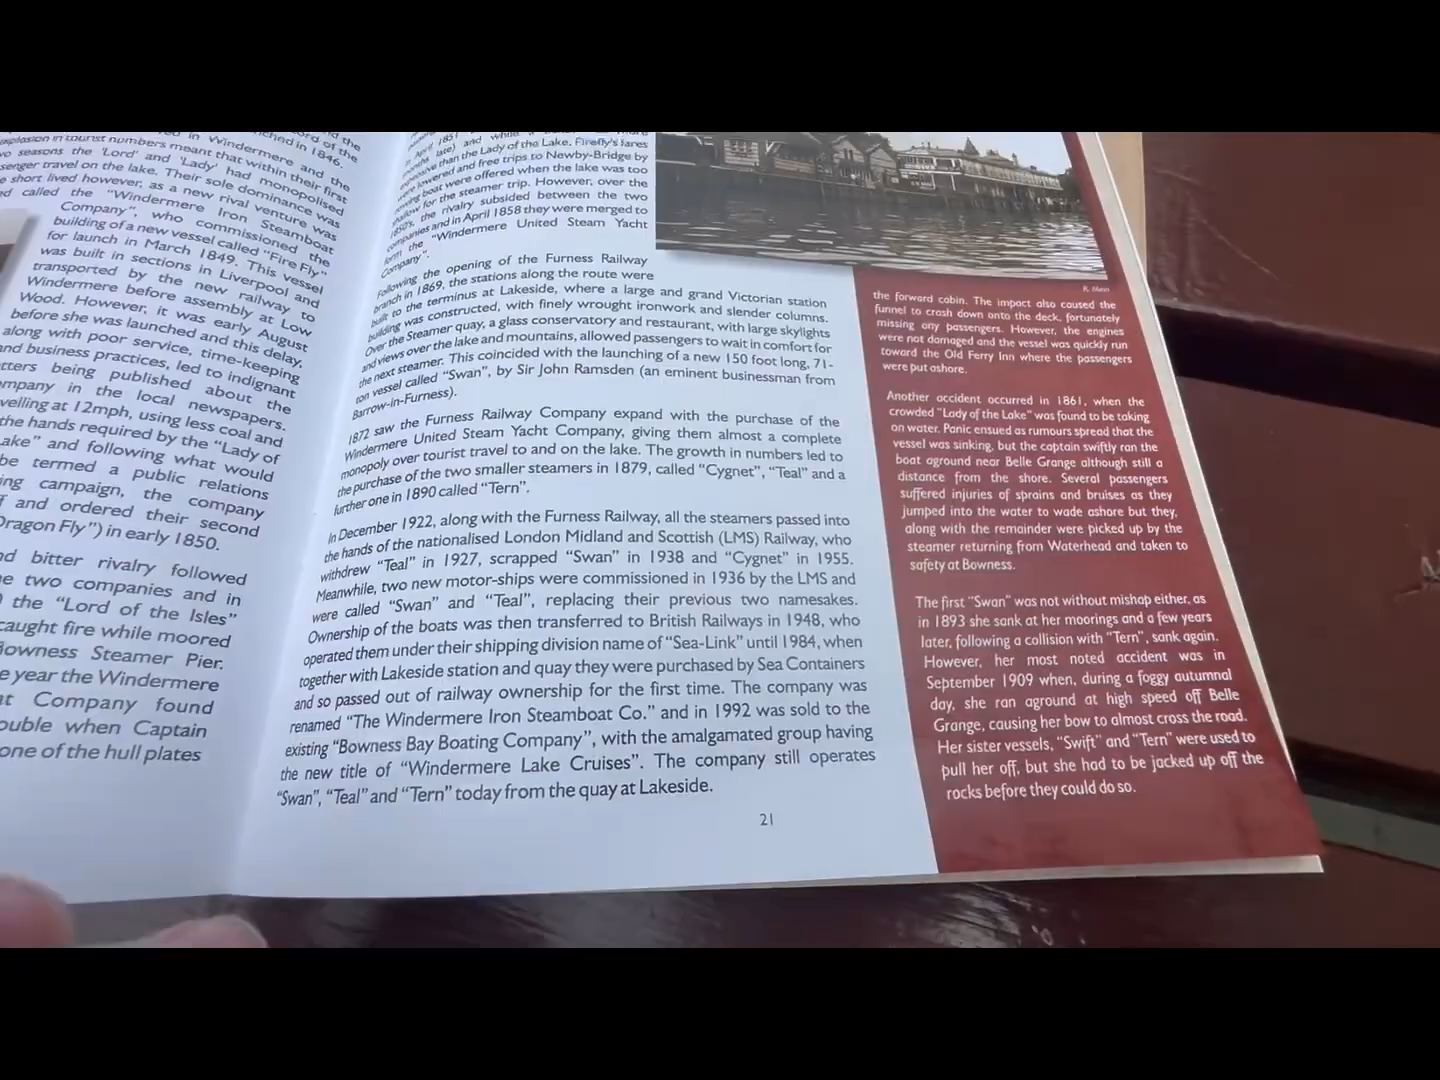 explosion in tourist numbers meant that within their first
seasons the 'Lord' and 'Lady' had monopolised
senger travel on the lake. Their sole dominance was
short lived however, as a new rival venture was
called the "Windermere Iron Steamboat
Company", who commissioned the
building of a new vessel called "Fire Fly"
for launch in March 1849. This vessel
was built in sections in Liverpool and
transported by the new railway to
Windermere before assembly at Low
Wood. However, it was early August
before she was launched and this delay,
along with poor service, time-keeping
and business practices, led to indignant
tters being published about the
mpany in the local newspapers.
velling at 12mph, using less coal and
the hands required by the "Lady of
ake" and following what would
be termed a public relations
ing campaign, the company
and ordered their second
Dragon Fly") in early 1850.
nd bitter rivalry followed
e two companies and in
the "Lord of the Isles"
caught fire while moored
Bowness Steamer Pier.
e year the Windermere
at Company found
ouble when Captain
one of the hull plates
than the Lady of the Lake. Firefly's fares
were lowered and free trips to Newby-Bridge by
rowing boat were offered when the lake was too
shallow for the steamer trip. However, over the
1850's, the rivalry subsided between the two
companies and in April 1858 they were merged to
form the "Windermere United Steam Yacht
Company".
Following the opening of the Furness Railway
branch in 1869, the stations along the route were
built to the terminus at Lakeside, where a large and grand Victorian station
building was constructed, with finely wrought ironwork and slender columns.
Over the Steamer quay, a glass conservatory and restaurant, with large skylights
and views over the lake and mountains, allowed passengers to wait in comfort for
the next steamer. This coincided with the launching of a new 150 foot long, 71-
ton vessel called "Swan", by Sir John Ramsden (an eminent businessman from
Barrow-in-Furness).
1872 saw the Furness Railway Company expand with the purchase of the
Windermere United Steam Yacht Company, giving them almost a complete
monopoly over tourist travel to and on the lake. The growth in numbers led to
the purchase of the two smaller steamers in 1879, called "Cygnet", "Teal" and a
further one in 1890 called "Tern".
In December 1922, along with the Furness Railway, all the steamers passed into
the hands of the nationalised London Midland and Scottish (LMS) Railway, who
withdrew "Teal" in 1927, scrapped "Swan" in 1938 and "Cygnet" in 1955.
Meanwhile, two new motor-ships were commissioned in 1936 by the LMS and
were called "Swan" and "Teal", replacing their previous two namesakes.
Ownership of the boats was then transferred to British Railways in 1948, who
operated them under their shipping division name of "Sea-Link" until 1984, when
together with Lakeside station and quay they were purchased by Sea Containers
and so passed out of railway ownership for the first time. The company was
renamed "The Windermere Iron Steamboat Co." and in 1992 was sold to the
existing "Bowness Bay Boating Company", with the amalgamated group having
the new title of "Windermere Lake Cruises". The company still operates
"Swan", "Teal" and "Tern" today from the quay at Lakeside.
21
the forward cabin. The impact also caused the
funnel to crash down onto the deck, fortunately
missing any passengers. However, the engines
were not damaged and the vessel was quickly run
toward the Old Ferry Inn where the passengers
were put ashore.
Another accident occurred in 1861, when the
crowded "Lady of the Lake" was found to be taking
on water. Panic ensued as rumours spread that the
vessel was sinking, but the captain swiftly ran the
boat aground near Belle Grange although still a
distance from the shore. Several passengers
suffered injuries of sprains and bruises as they
jumped into the water to wade ashore but they,
along with the remainder were picked up by the
steamer returning from Waterhead and taken to
safety at Bowness.
The first "Swan" was not without mishap either, as
in 1893 she sank at her moorings and a few years
later, following a collision with "Tern", sank again.
However, her most noted accident was in
September 1909 when, during a foggy autumnal
day, she ran aground at high speed off Belle
Grange, causing her bow to almost cross the road.
Her sister vessels, "Swift" and "Tern" were used to
pull her off, but she had to be jacked up off the
rocks before they could do so.